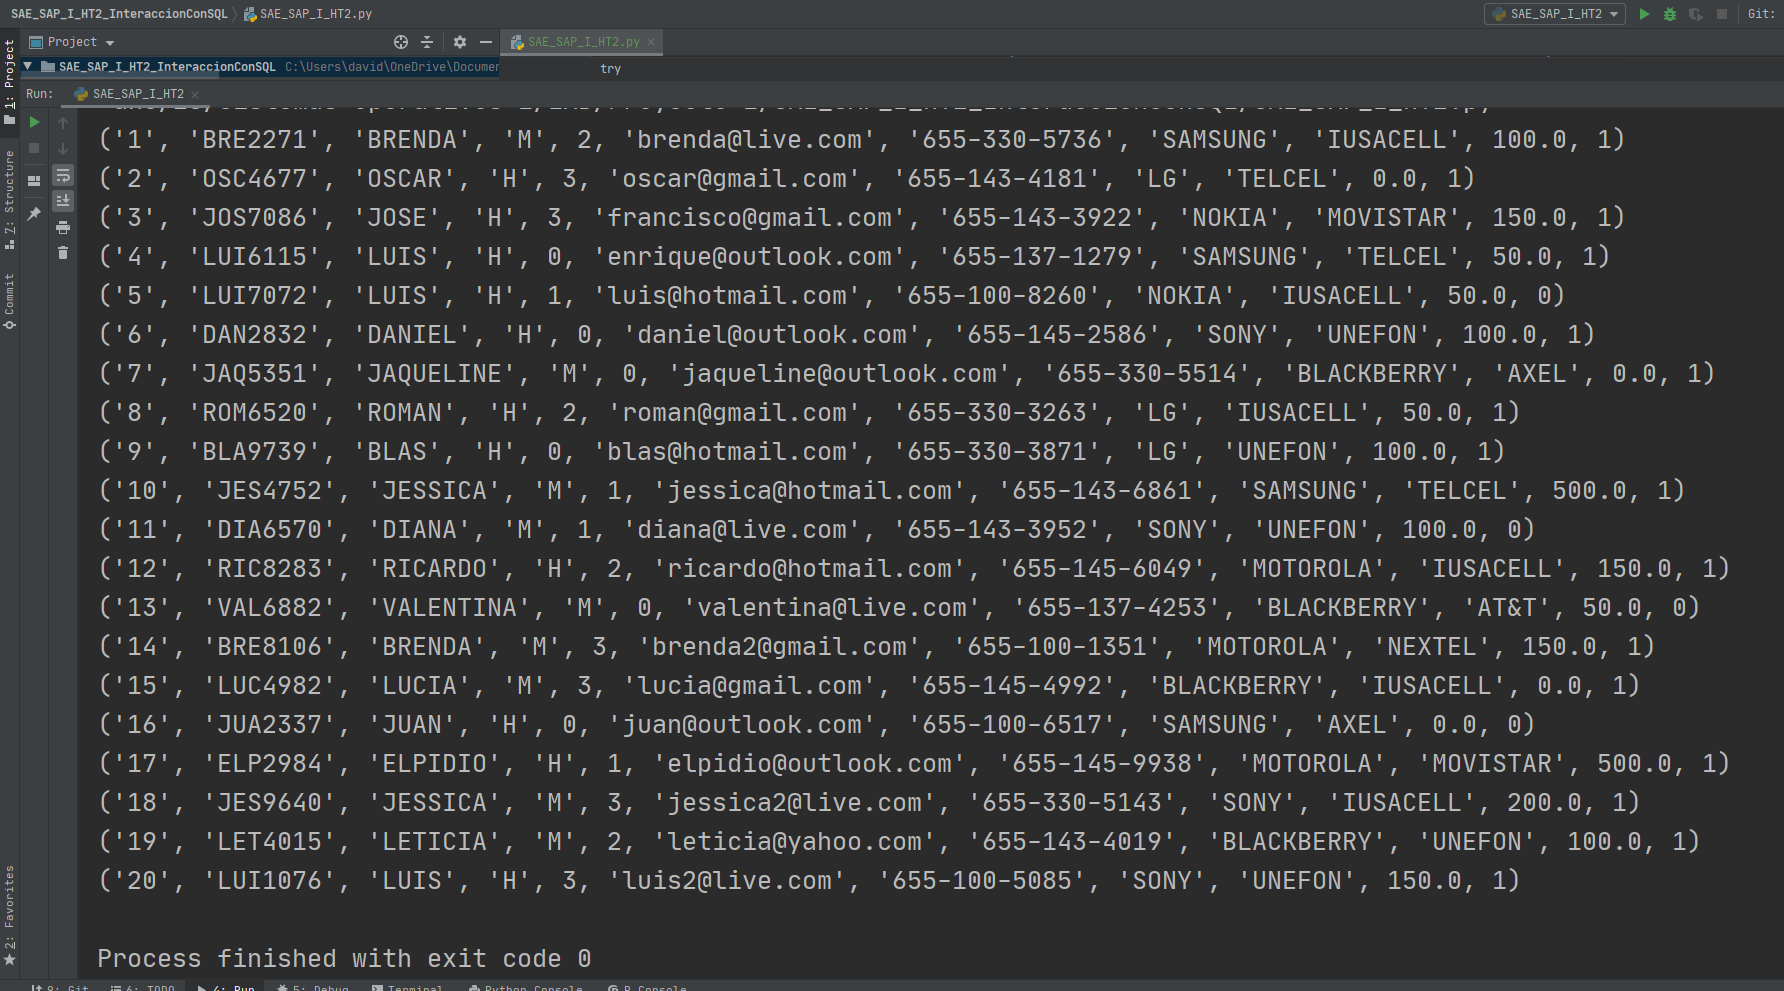 SAE_SAP_I_HT2_InteraccionConSQL SAE_SAP_I_HT2.py SAE_SAP_I_HT2 Git:
Project SAE_SAP_I_HT2.py
SAE_SAP_I_HT2_InteraccionConSQL C:\Users\david\OneDrive\Documen try
Run: SAE_SAP_I_HT2
('1', 'BRE2271', 'BRENDA', 'M', 2, 'brenda@live.com', '655-330-5736', 'SAMSUNG', 'IUSACELL', 100.0, 1)
('2', 'OSC4677', 'OSCAR', 'H', 3, 'oscar@gmail.com', '655-143-4181', 'LG', 'TELCEL', 0.0, 1)
('3', 'JOS7086', 'JOSE', 'H', 3, 'francisco@gmail.com', '655-143-3922', 'NOKIA', 'MOVISTAR', 150.0, 1)
('4', 'LUI6115', 'LUIS', 'H', 0, 'enrique@outlook.com', '655-137-1279', 'SAMSUNG', 'TELCEL', 50.0, 1)
('5', 'LUI7072', 'LUIS', 'H', 1, 'luis@hotmail.com', '655-100-8260', 'NOKIA', 'IUSACELL', 50.0, 0)
('6', 'DAN2832', 'DANIEL', 'H', 0, 'daniel@outlook.com', '655-145-2586', 'SONY', 'UNEFON', 100.0, 1)
('7', 'JAQ5351', 'JAQUELINE', 'M', 0, 'jaqueline@outlook.com', '655-330-5514', 'BLACKBERRY', 'AXEL', 0.0, 1)
('8', 'ROM6520', 'ROMAN', 'H', 2, 'roman@gmail.com', '655-330-3263', 'LG', 'IUSACELL', 50.0, 1)
('9', 'BLA9739', 'BLAS', 'H', 0, 'blas@hotmail.com', '655-330-3871', 'LG', 'UNEFON', 100.0, 1)
('10', 'JES4752', 'JESSICA', 'M', 1, 'jessica@hotmail.com', '655-143-6861', 'SAMSUNG', 'TELCEL', 500.0, 1)
('11', 'DIA6570', 'DIANA', 'M', 1, 'diana@live.com', '655-143-3952', 'SONY', 'UNEFON', 100.0, 0)
('12', 'RIC8283', 'RICARDO', 'H', 2, 'ricardo@hotmail.com', '655-145-6049', 'MOTOROLA', 'IUSACELL', 150.0, 1)
('13', 'VAL6882', 'VALENTINA', 'M', 0, 'valentina@live.com', '655-137-4253', 'BLACKBERRY', 'AT&T', 50.0, 0)
('14', 'BRE8106', 'BRENDA', 'M', 3, 'brenda2@gmail.com', '655-100-1351', 'MOTOROLA', 'NEXTEL', 150.0, 1)
('15', 'LUC4982', 'LUCIA', 'M', 3, 'lucia@gmail.com', '655-145-4992', 'BLACKBERRY', 'IUSACELL', 0.0, 1)
('16', 'JUA2337', 'JUAN', 'H', 0, 'juan@outlook.com', '655-100-6517', 'SAMSUNG', 'AXEL', 0.0, 0)
('17', 'ELP2984', 'ELPIDIO', 'H', 1, 'elpidio@outlook.com', '655-145-9938', 'MOTOROLA', 'MOVISTAR', 500.0, 1)
('18', 'JES9640', 'JESSICA', 'M', 3, 'jessica2@live.com', '655-330-5143', 'SONY', 'IUSACELL', 200.0, 1)
('19', 'LET4015', 'LETICIA', 'M', 2, 'leticia@yahoo.com', '655-143-4019', 'BLACKBERRY', 'UNEFON', 100.0, 1)
('20', 'LUI1076', 'LUIS', 'H', 3, 'luis2@live.com', '655-100-5085', 'SONY', 'UNEFON', 150.0, 1)
Process finished with exit code 0
1: Project
7: Structure
Commit
2: Favorites
9: Git 6: TODO 4: Run 5: Debug Terminal Python Console R Console